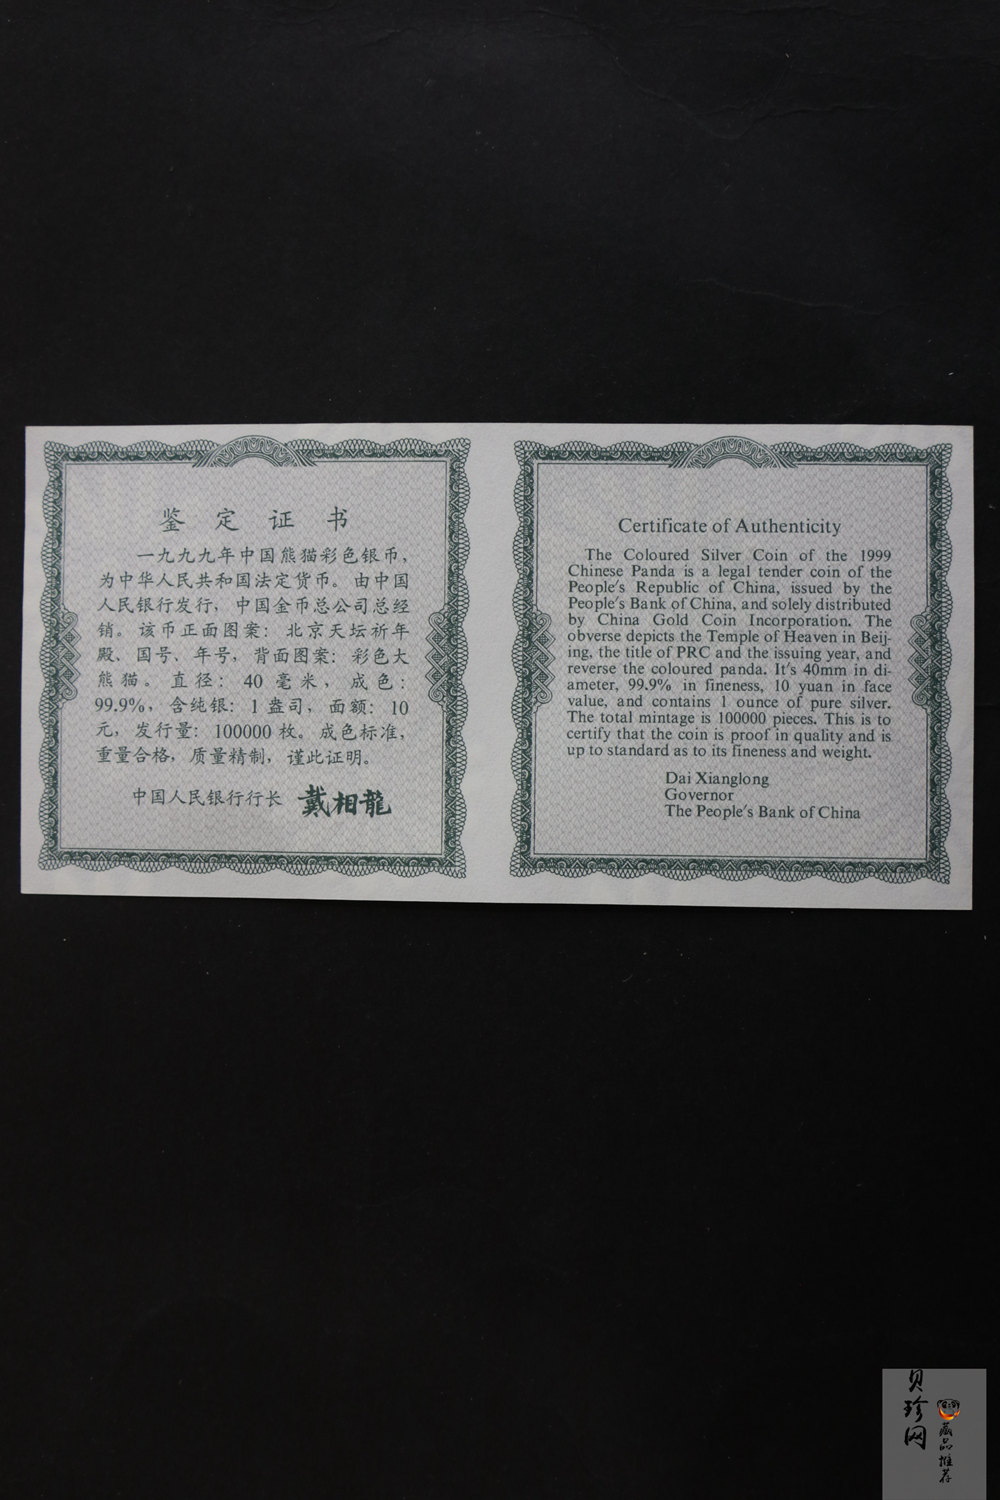 鉴定证书
一九九九年中国熊猫彩色银币，
为中华人民共和国法定货币。由中国
人民银行发行，中国金币总公司总经
销。该币正面图案：北京天坛祈年
殿、国号、年号，背面图案：彩色大
熊猫。直径：40毫米，成色：
99.9%，含纯银：1盎司，面额：10
元，发行量：100000枚。成色标准，
重量合格，质量精制，谨此证明。
中国人民银行行长 戴相龍
Certificate of Authenticity
The Coloured Silver Coin of the 1999
Chinese Panda is a legal tender coin of the
People's Republic of China, issued by the
People's Bank of China, and solely distributed
by China Gold Coin Incorporation. The
obverse depicts the Temple of Heaven in Beij-
ing, the title of PRC and the issuing year, and
reverse the coloured panda. It's 40mm in di-
ameter, 99.9% in fineness, 10 yuan in face
value, and contains 1 ounce of pure silver.
The total mintage is 100000 pieces. This is to
certify that the coin is proof in quality and is
up to standard as to its fineness and weight.
Dai Xianglong
Governor
The People's Bank of China
贝珍网
藏品推荐